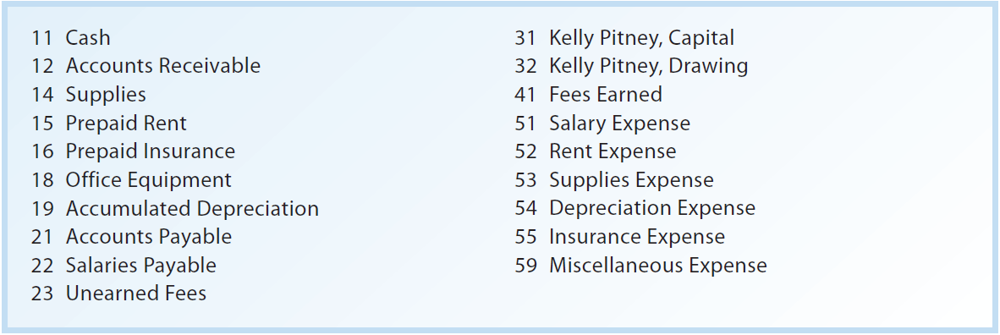 11 Cash
12 Accounts Receivable
14 Supplies
15 Prepaid Rent
16 Prepaid Insurance
18 Office Equipment
19 Accumulated Depreciation
21 Accounts Payable
22 Salaries Payable
23 Unearned Fees
31 Kelly Pitney, Capital
32 Kelly Pitney, Drawing
41 Fees Earned
51 Salary Expense
52 Rent Expense
53 Supplies Expense
54 Depreciation Expense
55 Insurance Expense
59 Miscellaneous Expense